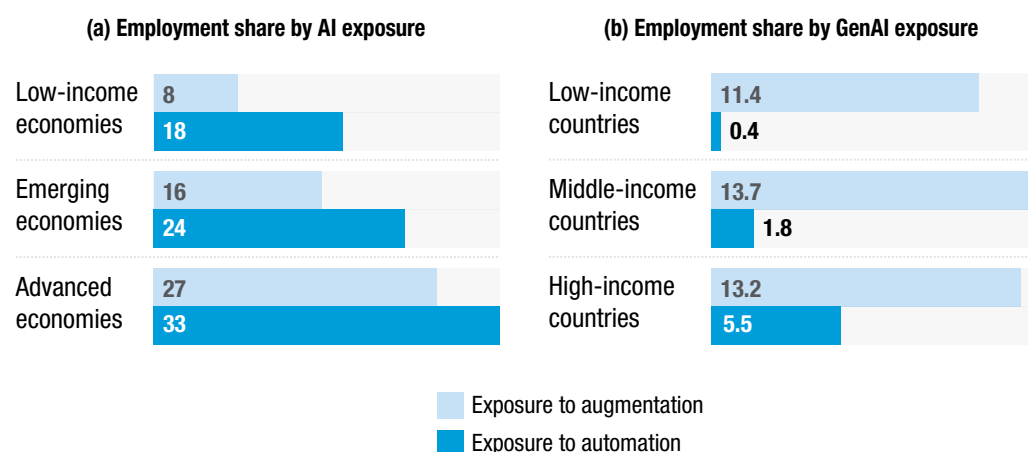 (a) Employment share by AI exposure
Low-income
economies
8
18
Emerging
economies
16
24
Advanced
economies
27
33
(b) Employment share by GenAI exposure
Low-income
countries
11.4
0.4
Middle-income
countries
13.7
1.8
High-income
countries
13.2
5.5
Exposure to augmentation
Exposure to automation